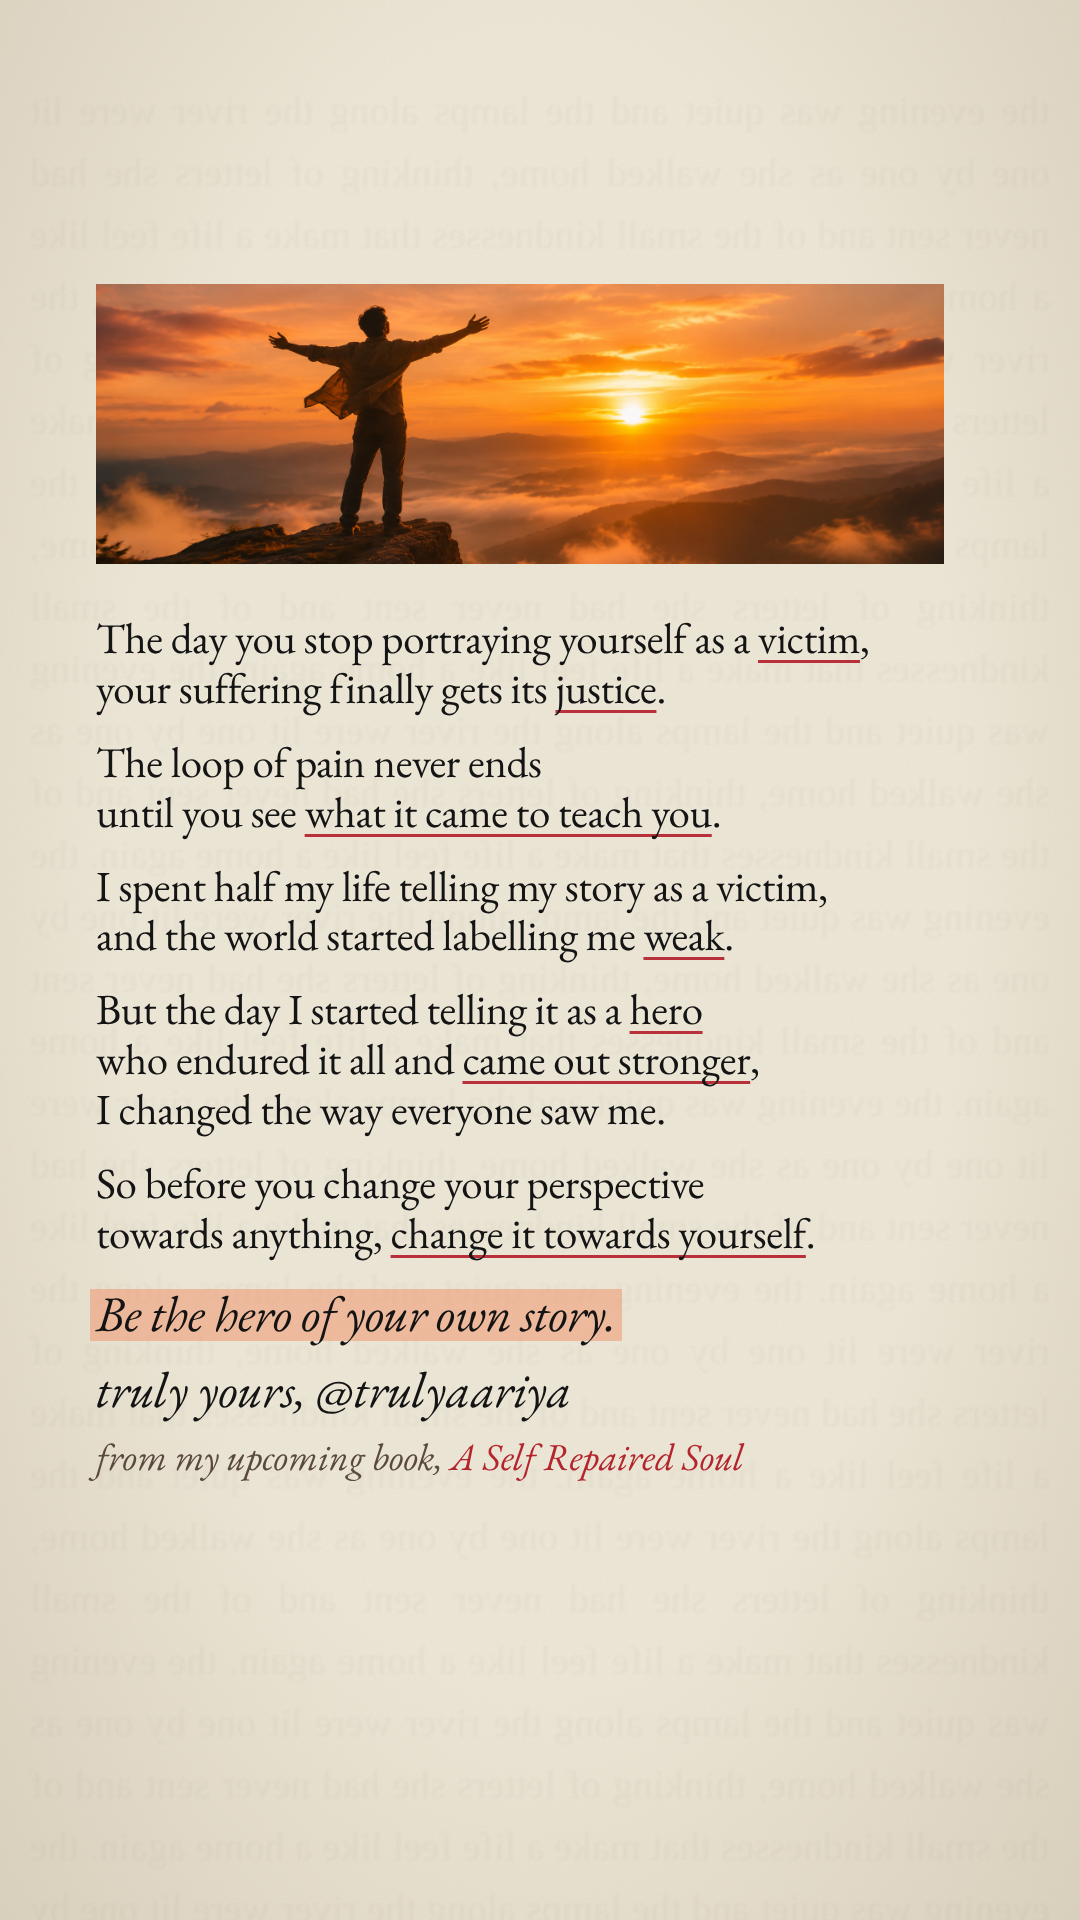 The day you stop portraying yourself as a victim,
your suffering finally gets its justice.
The loop of pain never ends
until you see what it came to teach you.
I spent half my life telling my story as a victim,
and the world started labelling me weak.
But the day I started telling it as a hero
who endured it all and came out stronger,
I changed the way everyone saw me.
So before you change your perspective
towards anything, change it towards yourself.
Be the hero of your own story.
truly yours, @trulyaariya
from my upcoming book, A Self Repaired Soul